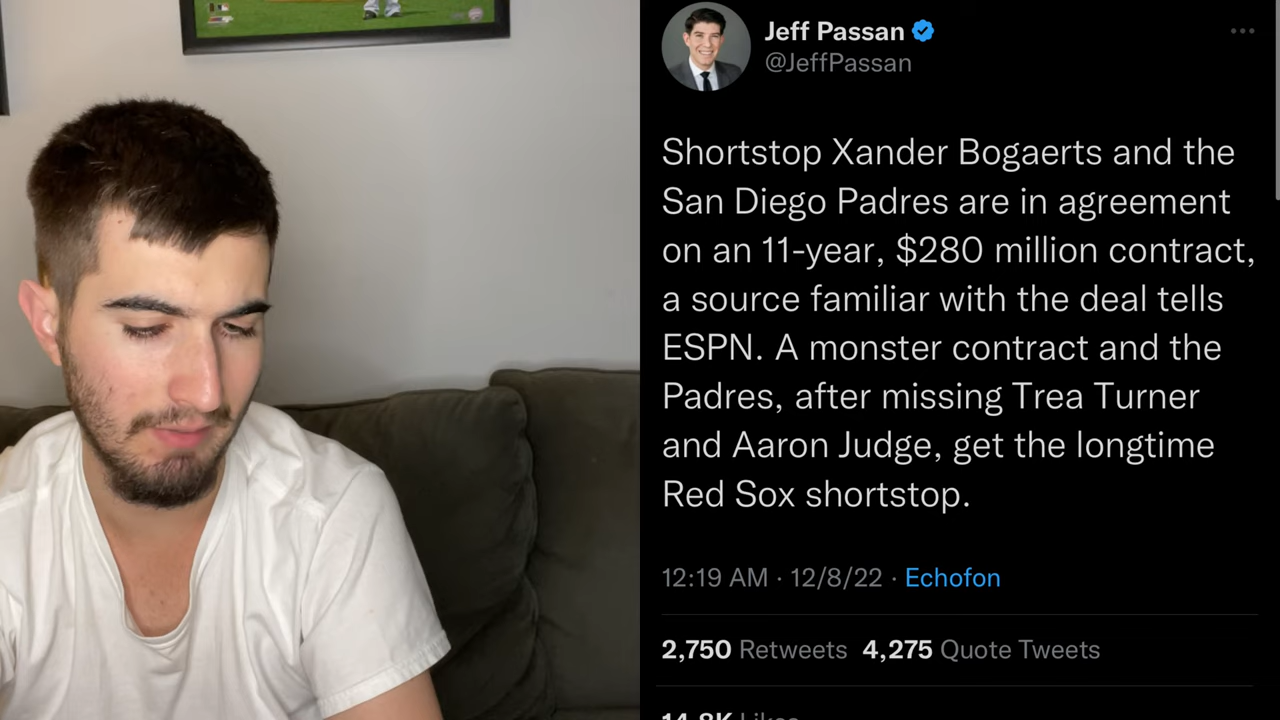 Jeff Passan
@JeffPassan
Shortstop Xander Bogaerts and the
San Diego Padres are in agreement
on an 11-year, $280 million contract,
a source familiar with the deal tells
ESPN. A monster contract and the
Padres, after missing Trea Turner
and Aaron Judge, get the longtime
Red Sox shortstop.
12:19 AM · 12/8/22 · Echofon
2,750 Retweets 4,275 Quote Tweets
14.8K Likes